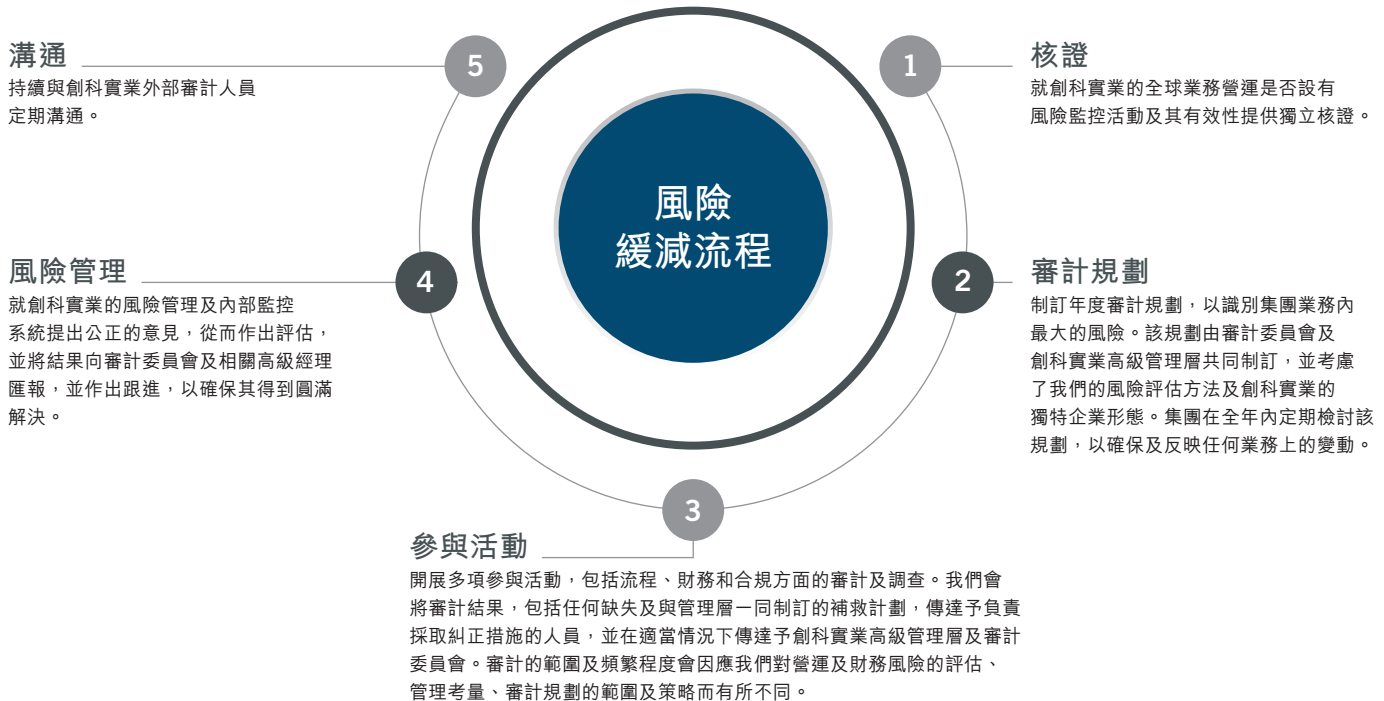 風險
緩減流程
1
核證
就創科實業的全球業務營運是否設有
風險監控活動及其有效性提供獨立核證。
2
審計規劃
制訂年度審計規劃，以識別集團業務內
最大的風險。該規劃由審計委員會及
創科實業高級管理層共同制訂，並考慮
了我們的風險評估方法及創科實業的
獨特企業形態。集團在全年內定期檢討該
規劃，以確保及反映任何業務上的變動。
3
參與活動
開展多項參與活動，包括流程、財務和合規方面的審計及調查。我們會
將審計結果，包括任何缺失及與管理層一同制訂的補救計劃，傳達予負責
採取糾正措施的人員，並在適當情況下傳達予創科實業高級管理層及審計
委員會。審計的範圍及頻繁程度會因應我們對營運及財務風險的評估、
管理考量、審計規劃的範圍及策略而有所不同。
4
風險管理
就創科實業的風險管理及內部監控
系統提出公正的意見，從而作出評估，
並將結果向審計委員會及相關高級經理
匯報，並作出跟進，以確保其得到圓滿
解決。
5
溝通
持續與創科實業外部審計人員
定期溝通。